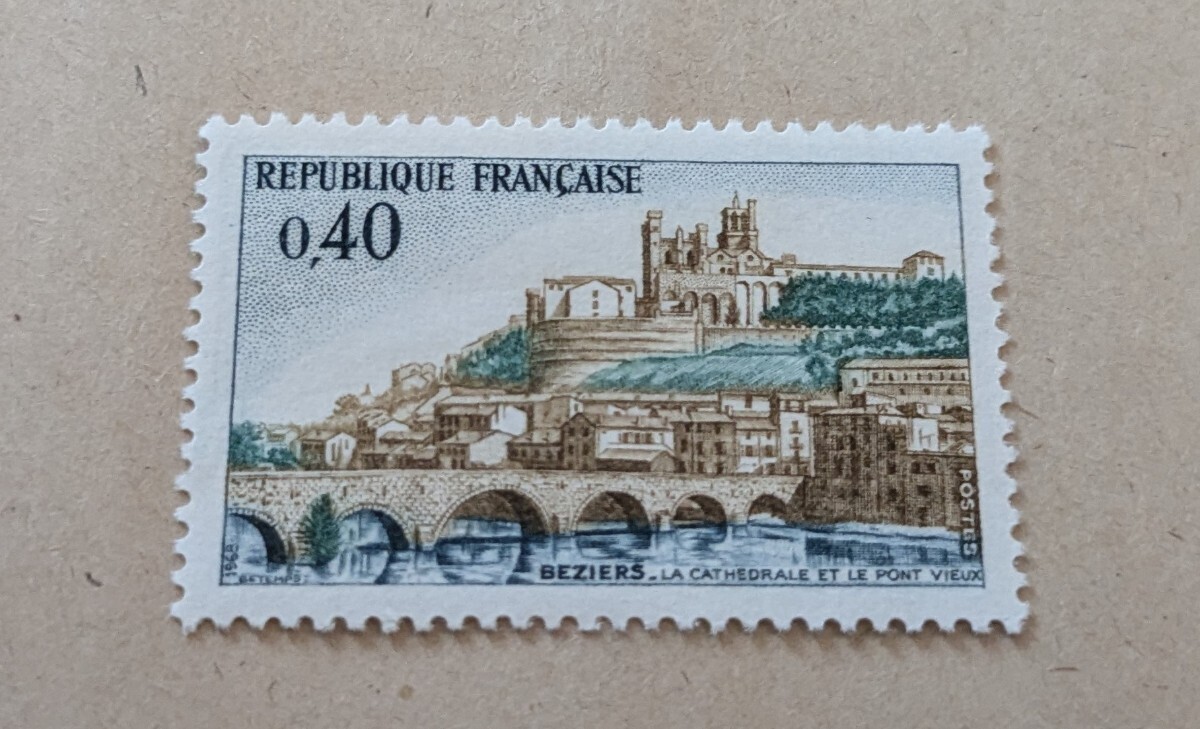 REPUBLIQUE FRANÇAISE
0,40
POSTES
BEZIERS_LA CATHEDRALE ET LE PONT VIEUX
1968
BETEMPS